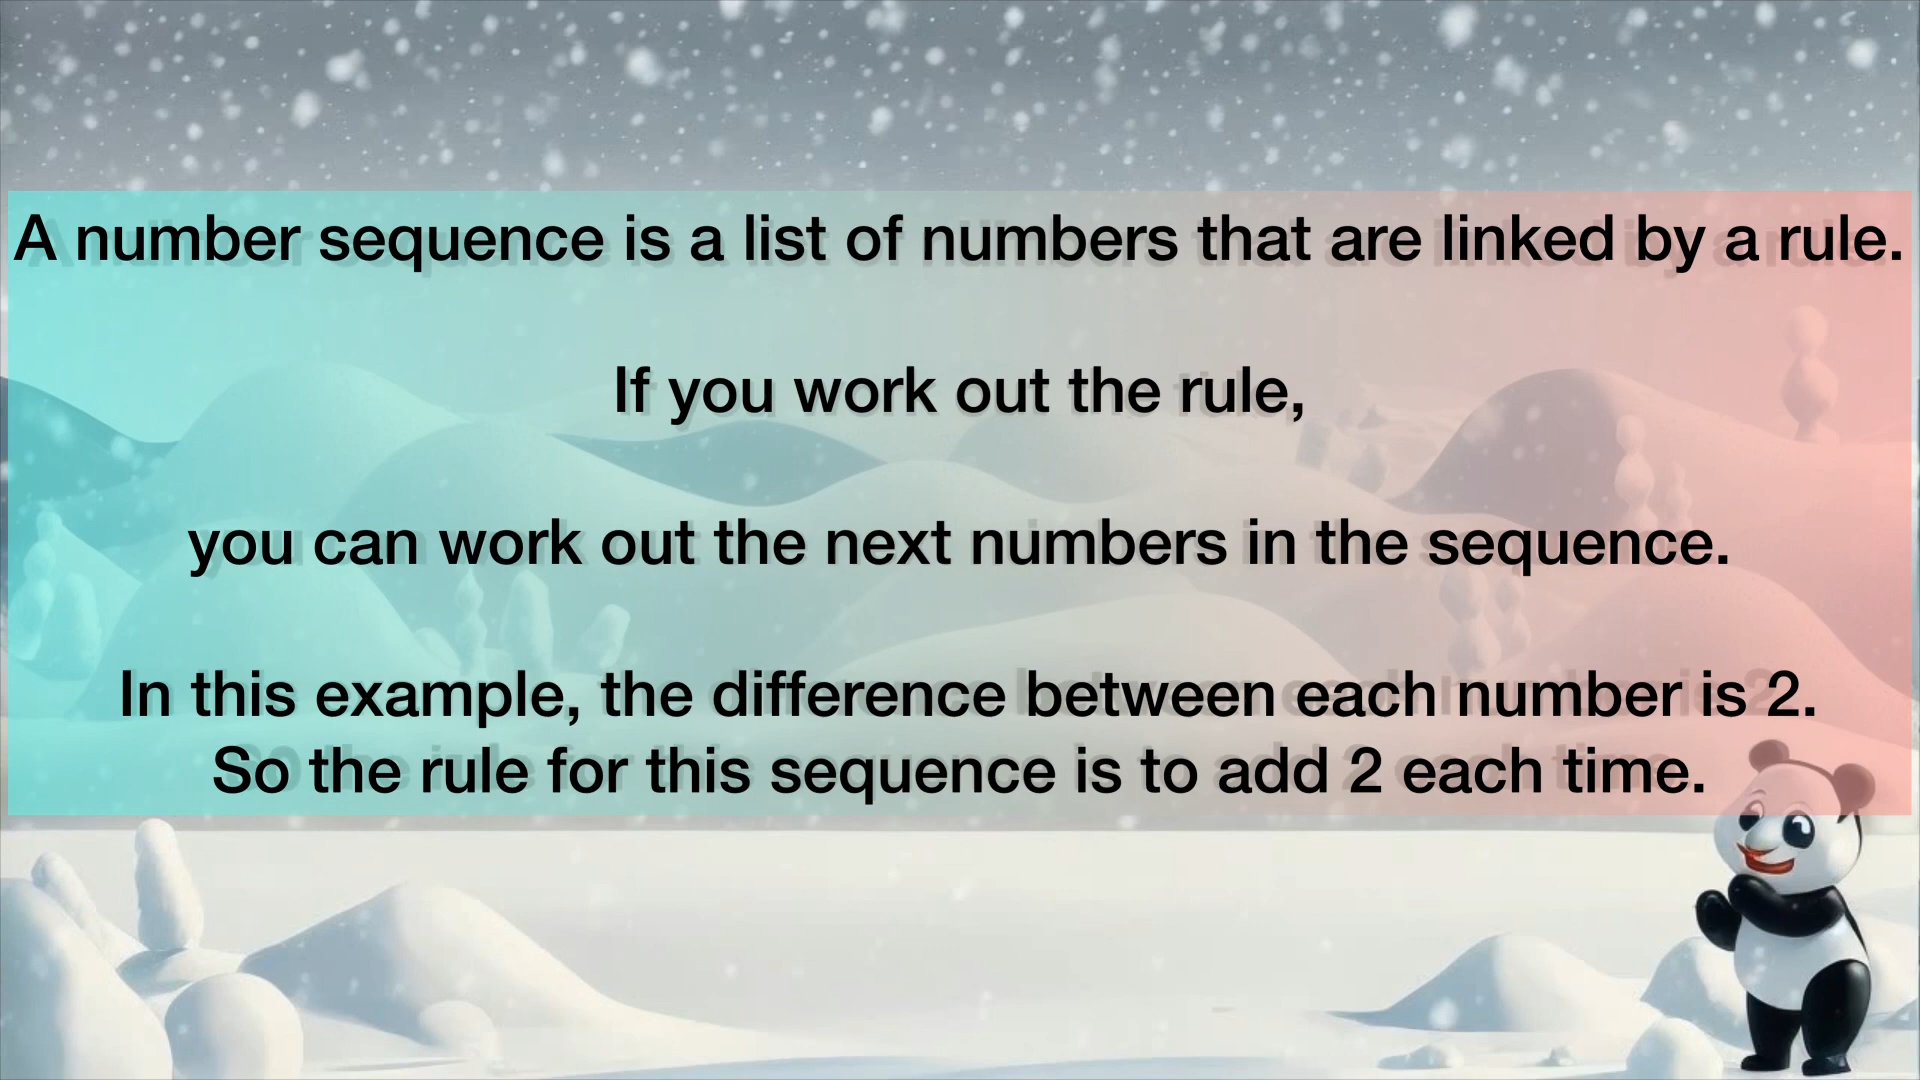 A number sequence is a list of numbers that are linked by a rule.
If you work out the rule,
you can work out the next numbers in the sequence.
In this example, the difference between each number is 2.
So the rule for this sequence is to add 2 each time.